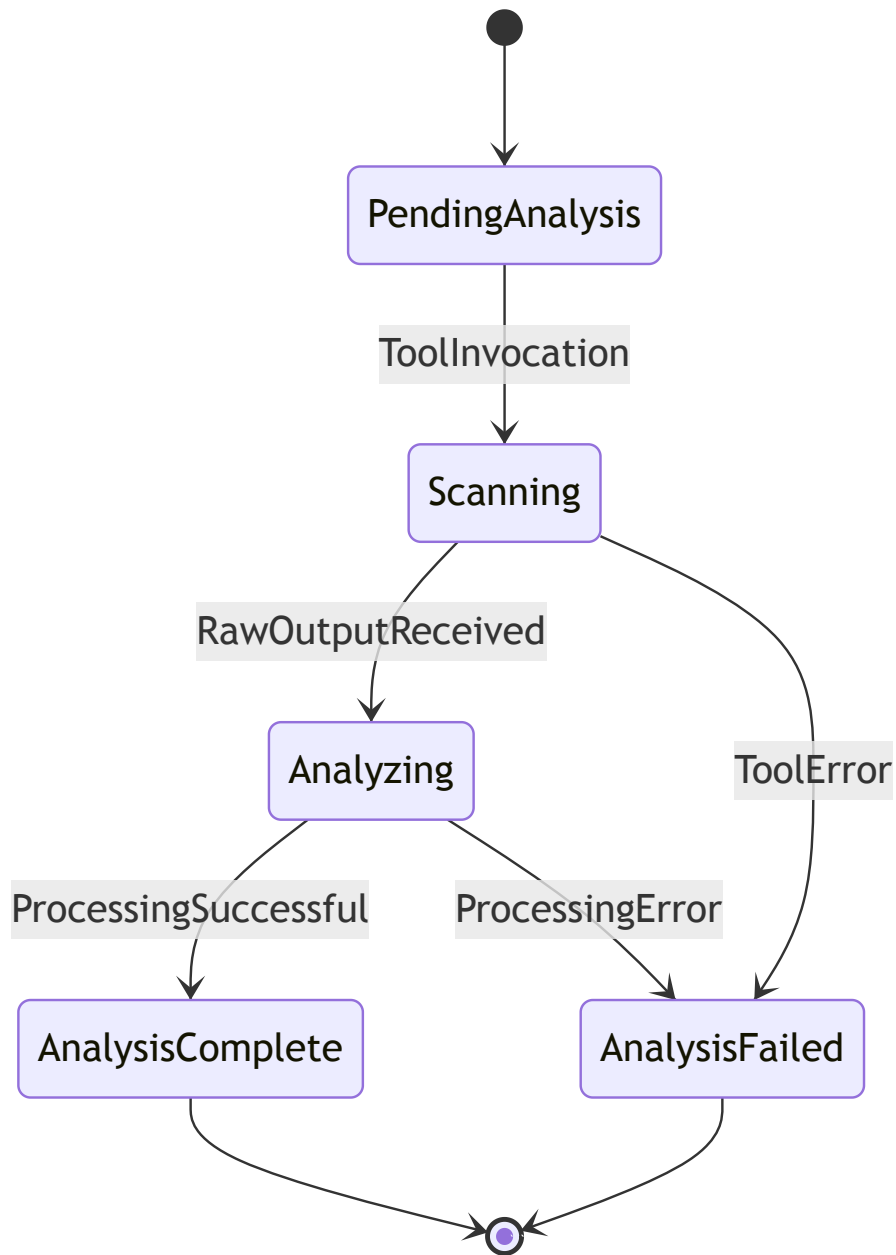 PendingAnalysis
ToolInvocation
Scanning
RawOutputReceived
Analyzing
ToolError
ProcessingSuccessful
ProcessingError
AnalysisComplete
AnalysisFailed